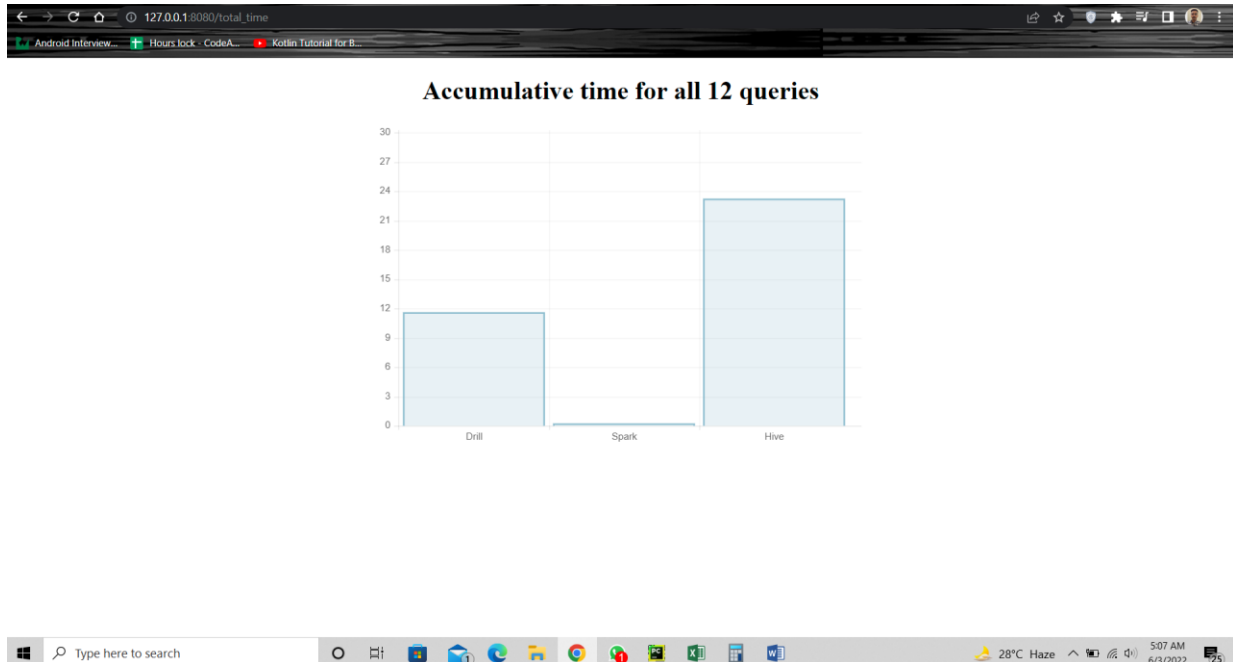 127.0.0.1:8080/total_time
Android Interview... Hours lock - CodeA... Kotlin Tutorial for B...
Accumulative time for all 12 queries
30
27
24
21
18
15
12
9
6
3
0
Drill Spark Hive
Type here to search
28°C Haze
5:07 AM
6/3/2022
25
1